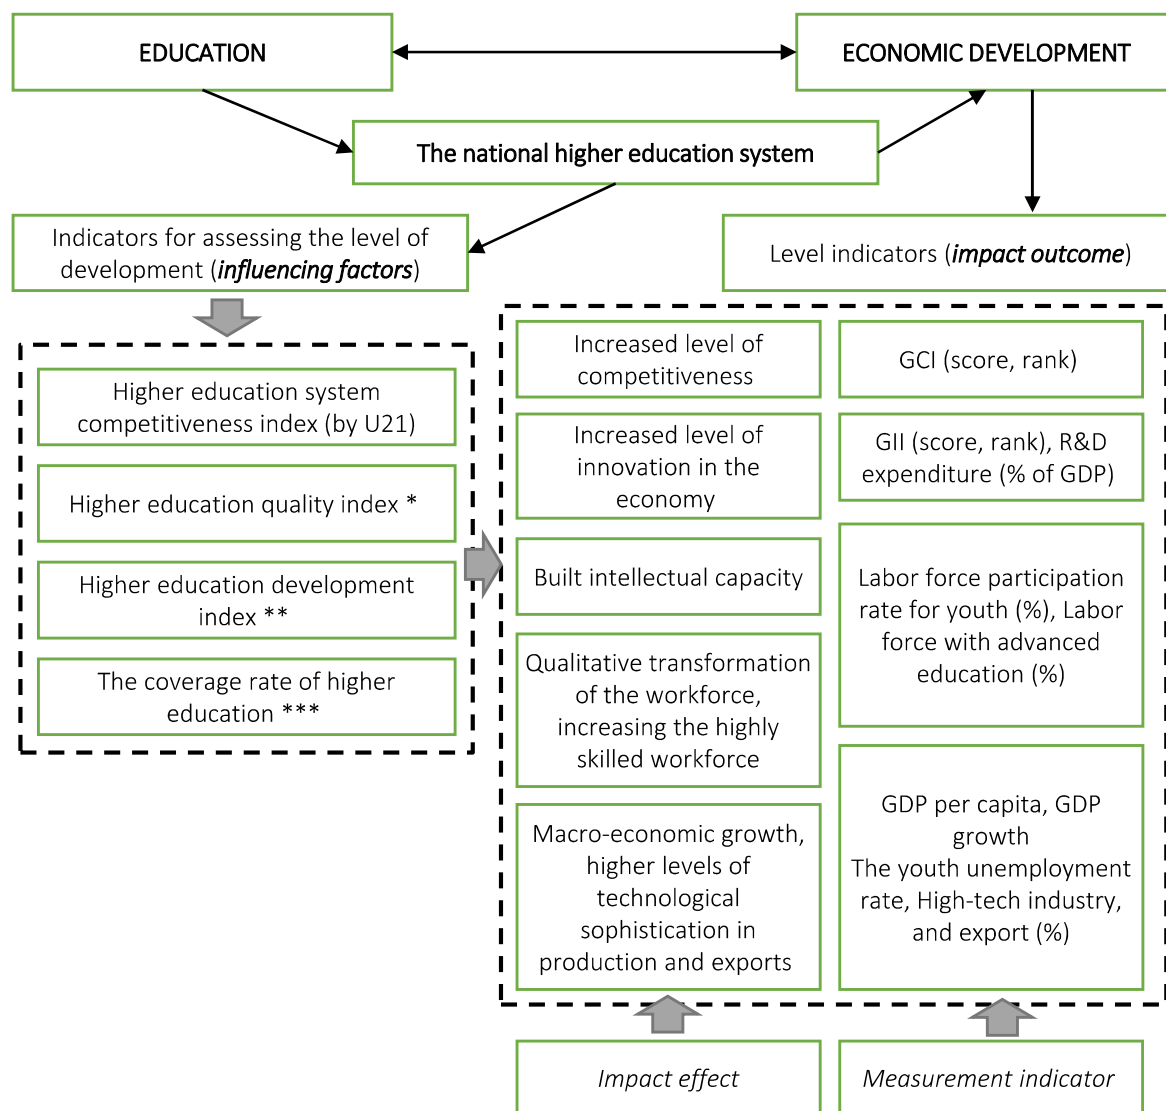 EDUCATION
ECONOMIC DEVELOPMENT
The national higher education system
Indicators for assessing the level of
development (influencing factors)
Level indicators (impact outcome)
Higher education system
competitiveness index (by U21)
Higher education quality index *
Higher education development
index **
The coverage rate of higher
education ***
Increased level of
competitiveness
GCI (score, rank)
Increased level of
innovation in the
economy
GII (score, rank), R&D
expenditure (% of GDP)
Built intellectual capacity
Labor force participation
rate for youth (%), Labor
force with advanced
education (%)
Qualitative transformation
of the workforce,
increasing the highly
skilled workforce
Macro-economic growth,
higher levels of
technological
sophistication in
production and exports
GDP per capita, GDP
growth
The youth unemployment
rate, High-tech industry,
and export (%)
Impact effect
Measurement indicator